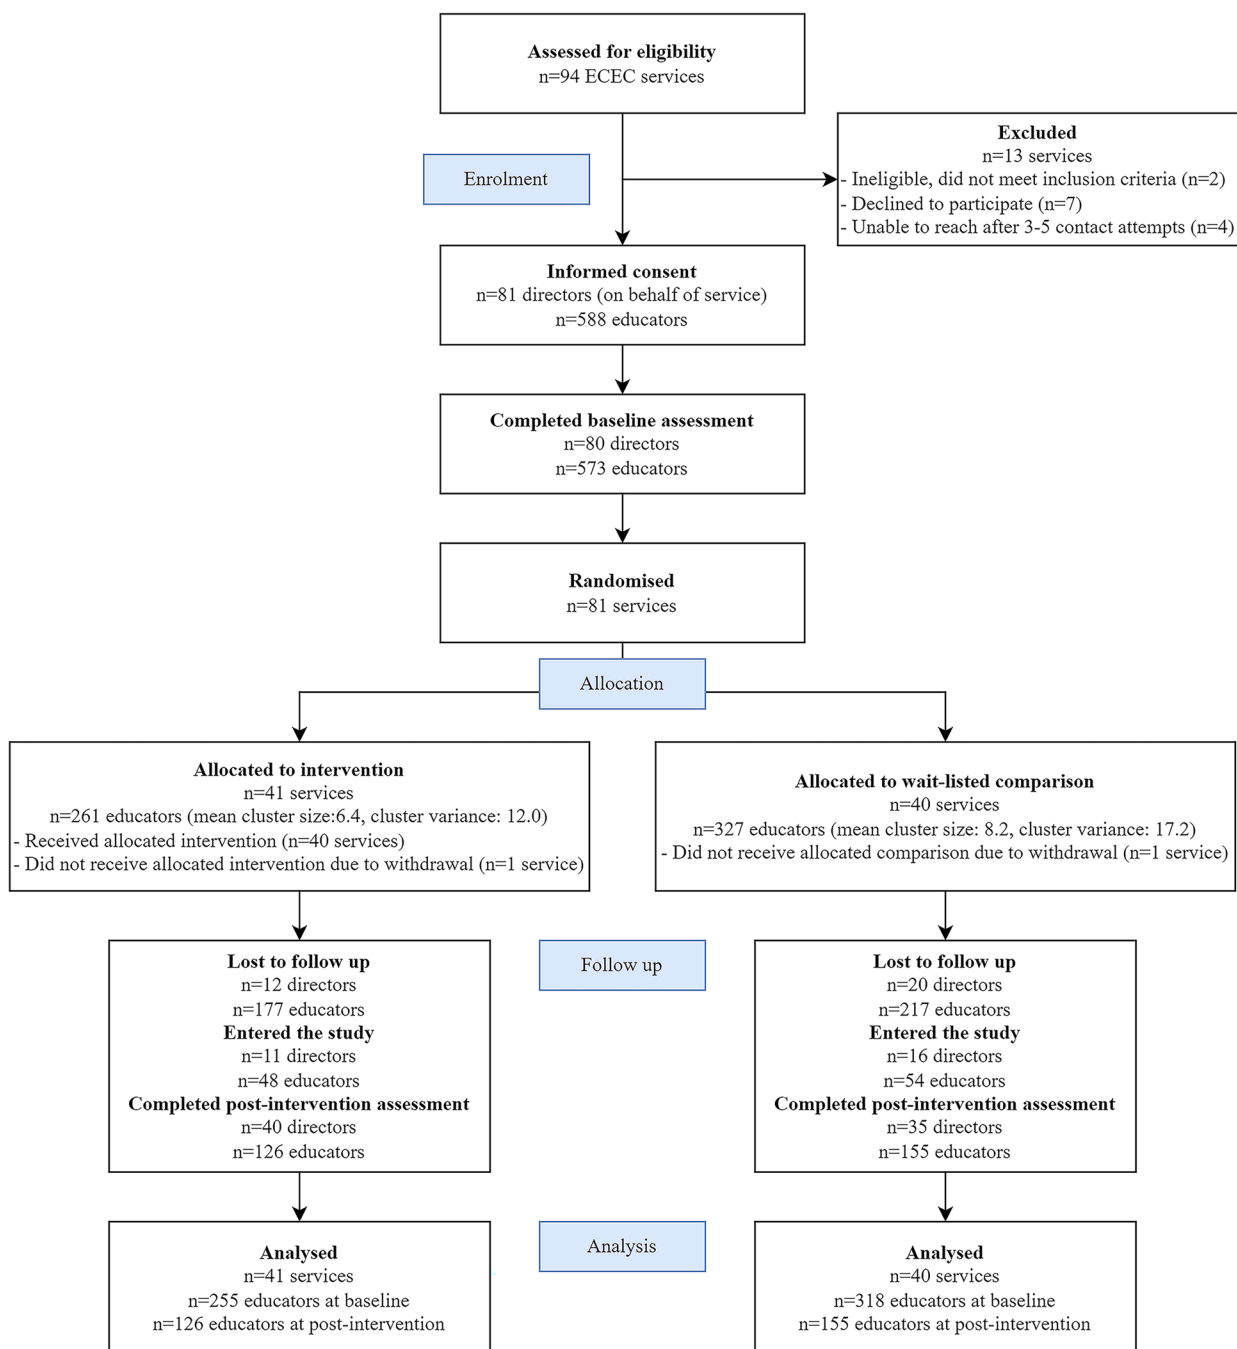 Assessed for eligibility
n=94 ECEC services
Excluded
n=13 services
- Ineligible, did not meet inclusion criteria (n=2)
- Declined to participate (n=7)
- Unable to reach after 3-5 contact attempts (n=4)
Enrolment
Informed consent
n=81 directors (on behalf of service)
n=588 educators
Completed baseline assessment
n=80 directors
n=573 educators
Randomised
n=81 services
Allocation
Allocated to intervention
n=41 services
n=261 educators (mean cluster size:6.4, cluster variance: 12.0)
- Received allocated intervention (n=40 services)
- Did not receive allocated intervention due to withdrawal (n=1 service)
Allocated to wait-listed comparison
n=40 services
n=327 educators (mean cluster size: 8.2, cluster variance: 17.2)
- Did not receive allocated comparison due to withdrawal (n=1 service)
Follow up
Lost to follow up
n=12 directors
n=177 educators
Entered the study
n=11 directors
n=48 educators
Completed post-intervention assessment
n=40 directors
n=126 educators
Lost to follow up
n=20 directors
n=217 educators
Entered the study
n=16 directors
n=54 educators
Completed post-intervention assessment
n=35 directors
n=155 educators
Analysis
Analysed
n=41 services
n=255 educators at baseline
n=126 educators at post-intervention
Analysed
n=40 services
n=318 educators at baseline
n=155 educators at post-intervention